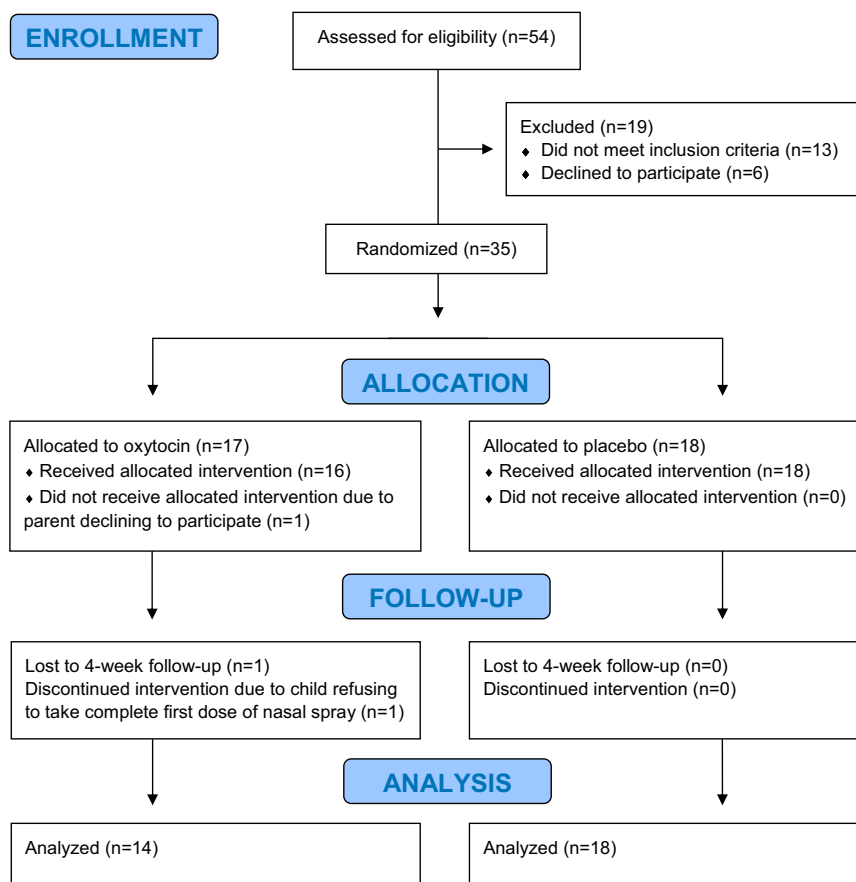 ENROLLMENT
Assessed for eligibility (n=54)
Excluded (n=19)
♦ Did not meet inclusion criteria (n=13)
♦ Declined to participate (n=6)
Randomized (n=35)
ALLOCATION
Allocated to oxytocin (n=17)
♦ Received allocated intervention (n=16)
♦ Did not receive allocated intervention due to
parent declining to participate (n=1)
Allocated to placebo (n=18)
♦ Received allocated intervention (n=18)
♦ Did not receive allocated intervention (n=0)
FOLLOW-UP
Lost to 4-week follow-up (n=1)
Discontinued intervention due to child refusing
to take complete first dose of nasal spray (n=1)
Lost to 4-week follow-up (n=0)
Discontinued intervention (n=0)
ANALYSIS
Analyzed (n=14)
Analyzed (n=18)